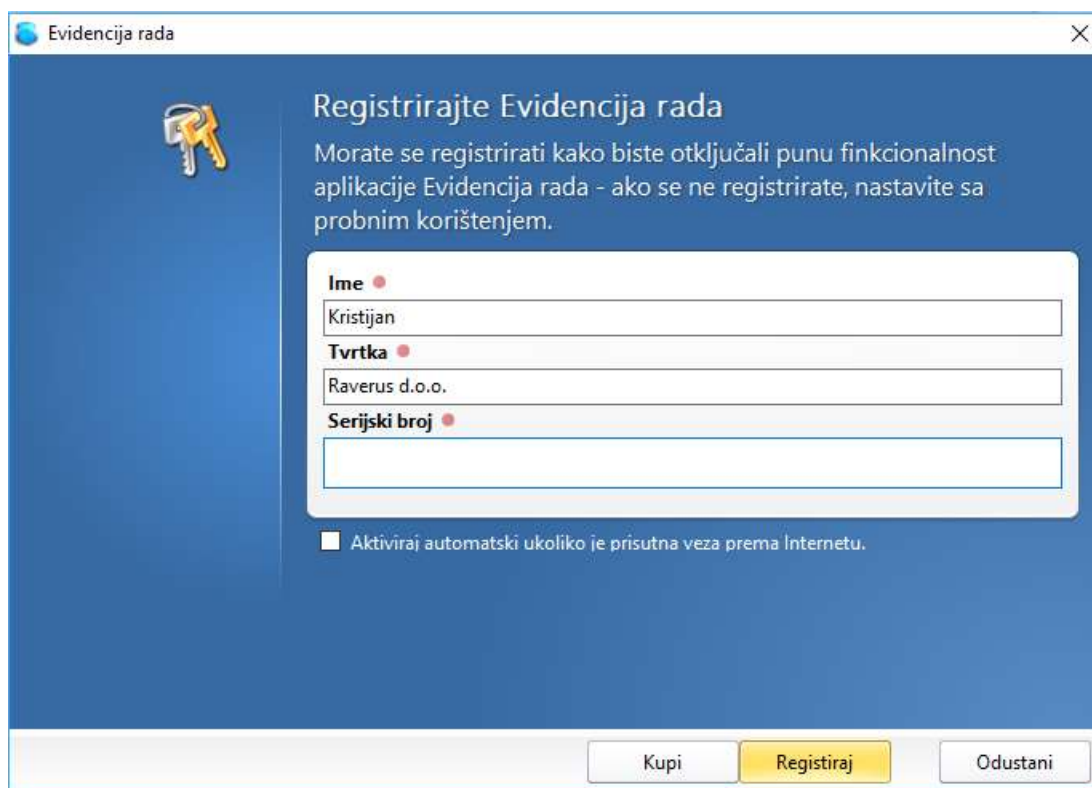 Evidencija rada
Registrirajte Evidencija rada
Morate se registrirati kako biste otključali punu finkcionalnost
aplikacije Evidencija rada - ako se ne registrirate, nastavite sa
probnim korištenjem.
Ime
Kristijan
Tvrtka
Raverus d.o.o.
Serijski broj
Aktiviraj automatski ukoliko je prisutna veza prema Internetu.
Kupi Registiraj Odustani